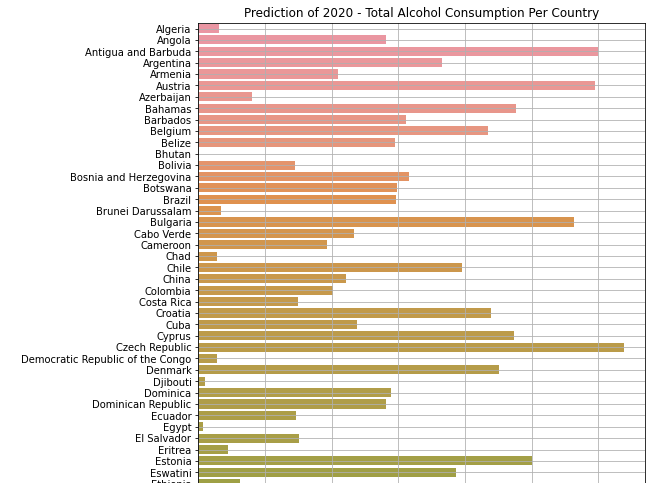 Prediction of 2020 - Total Alcohol Consumption Per Country
Algeria
Angola
Antigua and Barbuda
Argentina
Armenia
Austria
Azerbaijan
Bahamas
Barbados
Belgium
Belize
Bhutan
Bolivia
Bosnia and Herzegovina
Botswana
Brazil
Brunei Darussalam
Bulgaria
Cabo Verde
Cameroon
Chad
Chile
China
Colombia
Costa Rica
Croatia
Cuba
Cyprus
Czech Republic
Democratic Republic of the Congo
Denmark
Djibouti
Dominica
Dominican Republic
Ecuador
Egypt
El Salvador
Eritrea
Estonia
Eswatini
Ethiopia